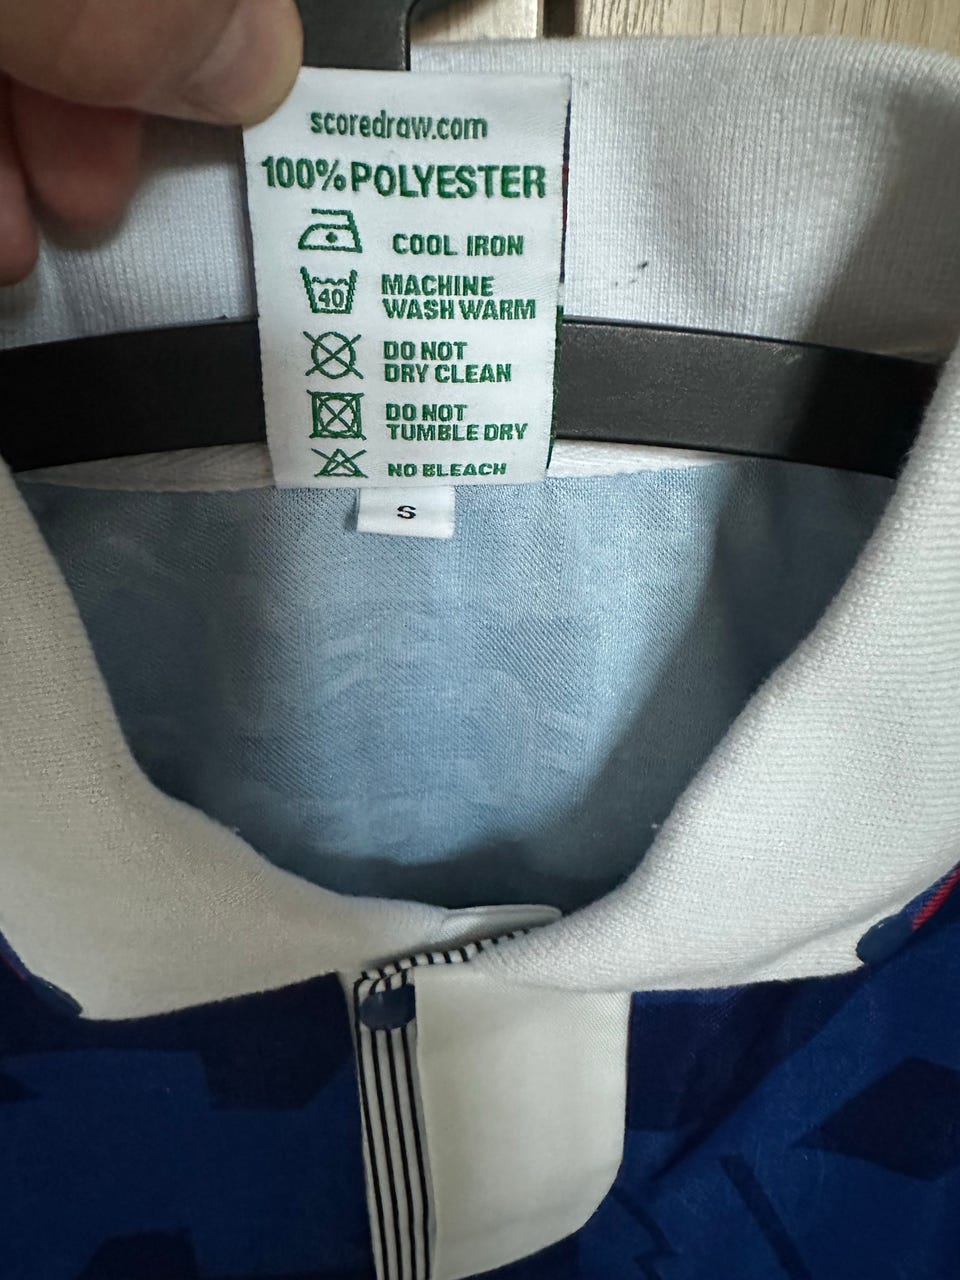 scoredraw.com
100% POLYESTER
COOL IRON
40
MACHINE
WASH WARM
DO NOT
DRY CLEAN
DO NOT
TUMBLE DRY
NO BLEACH
S